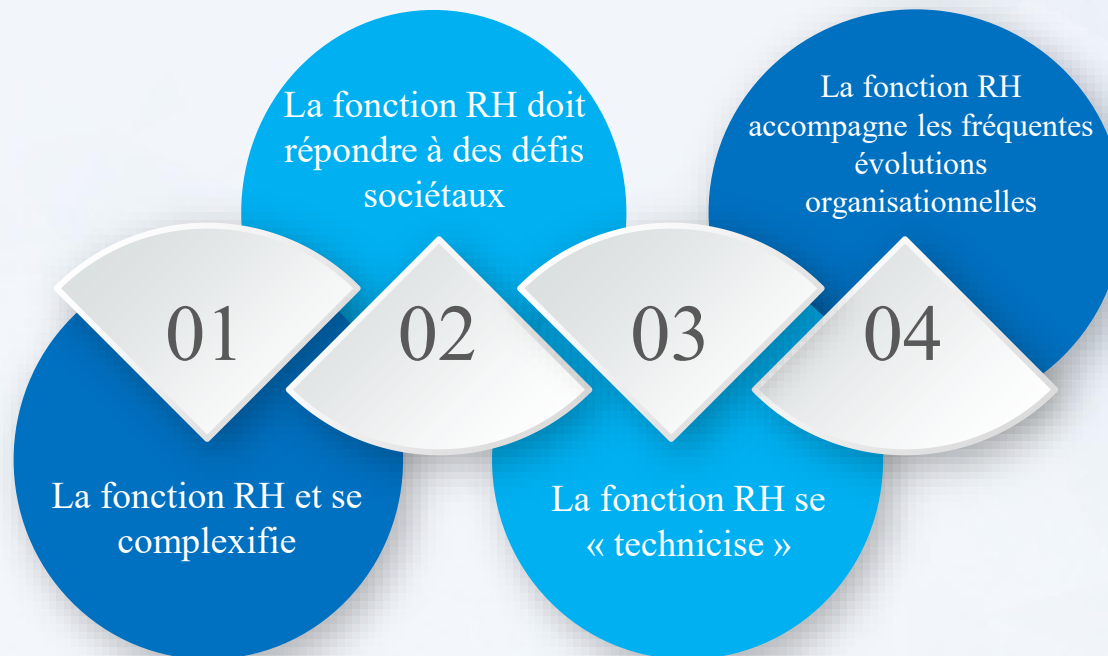 01
La fonction RH et se
complexifie
02
La fonction RH doit
répondre à des défis
sociétaux
03
La fonction RH se
« technicise »
04
La fonction RH
accompagne les fréquentes
évolutions
organisationnelles